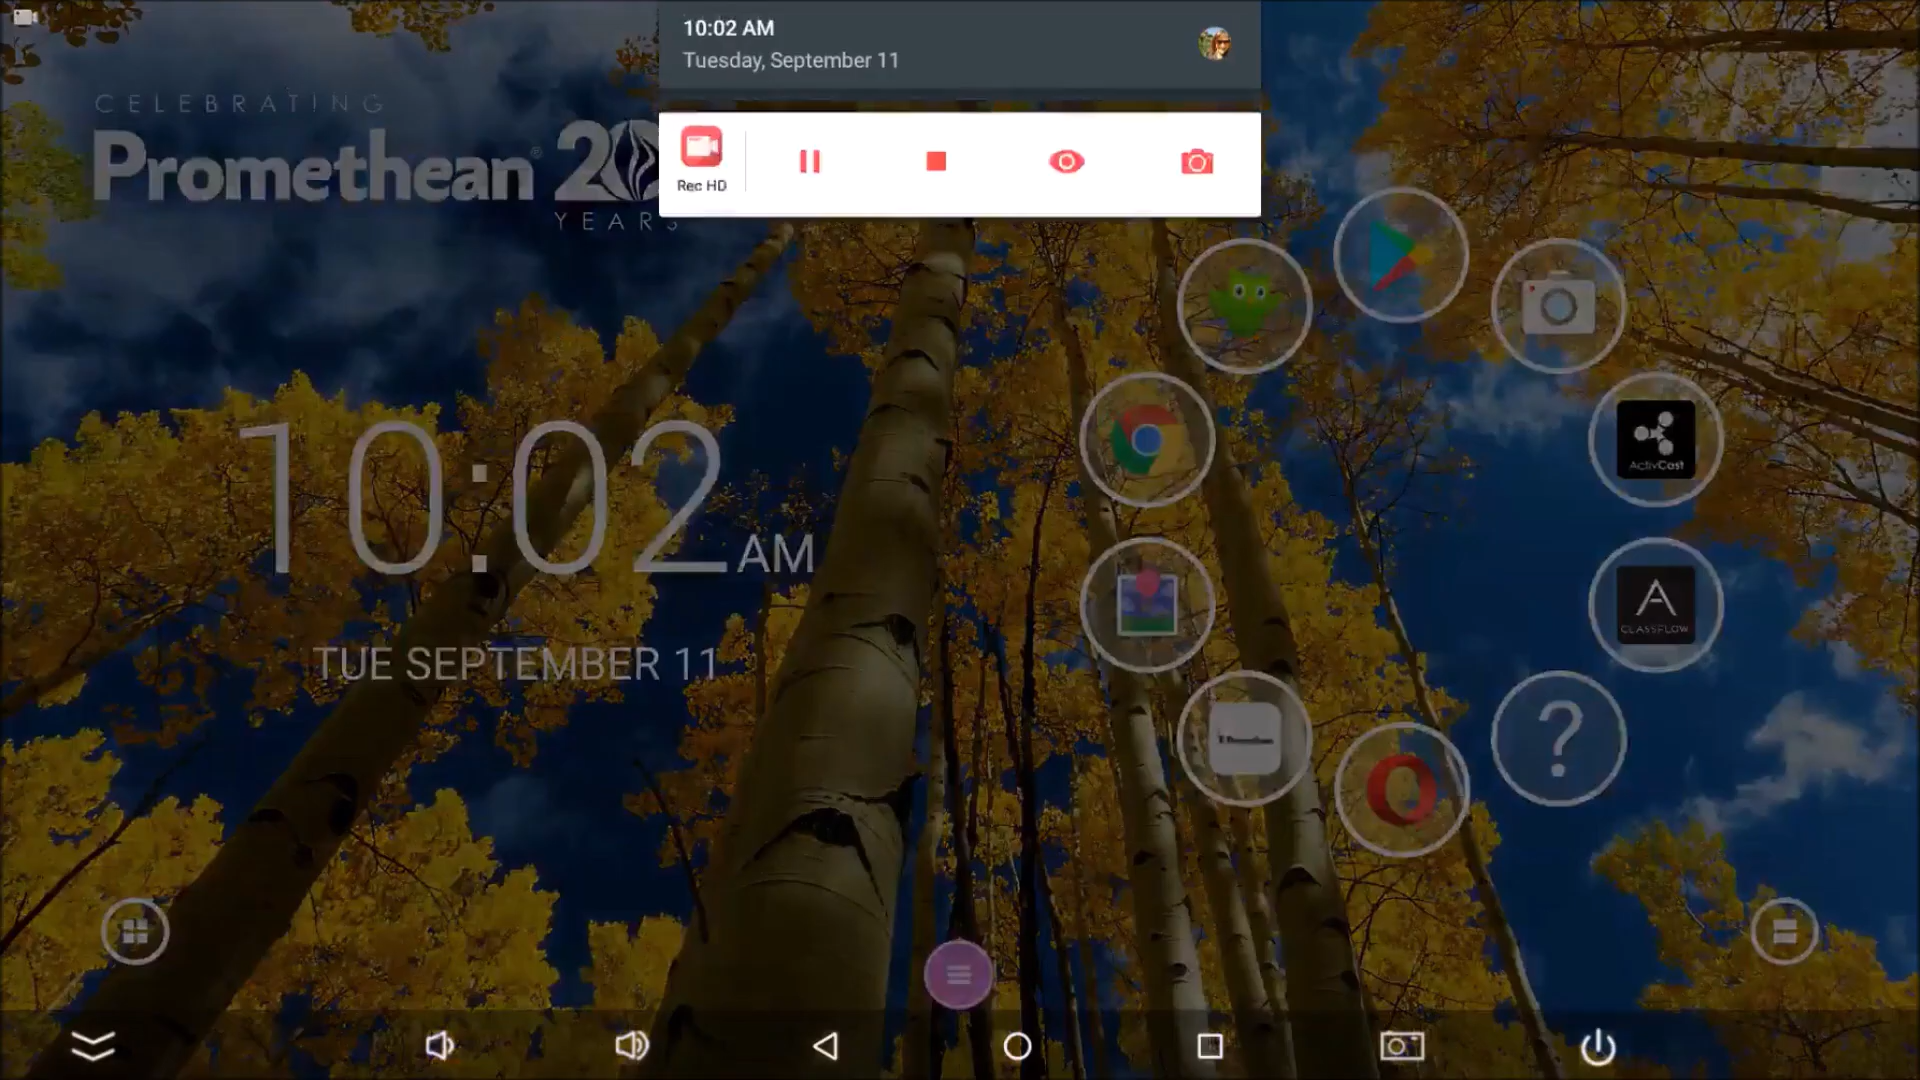 10:02 AM
Tuesday, September 11
CELEBRATING
Promethean® 20
YEARS
Rec HD
10:02 AM
TUE SEPTEMBER 11
ActivCast
CLASSFLOW
Promethean
?